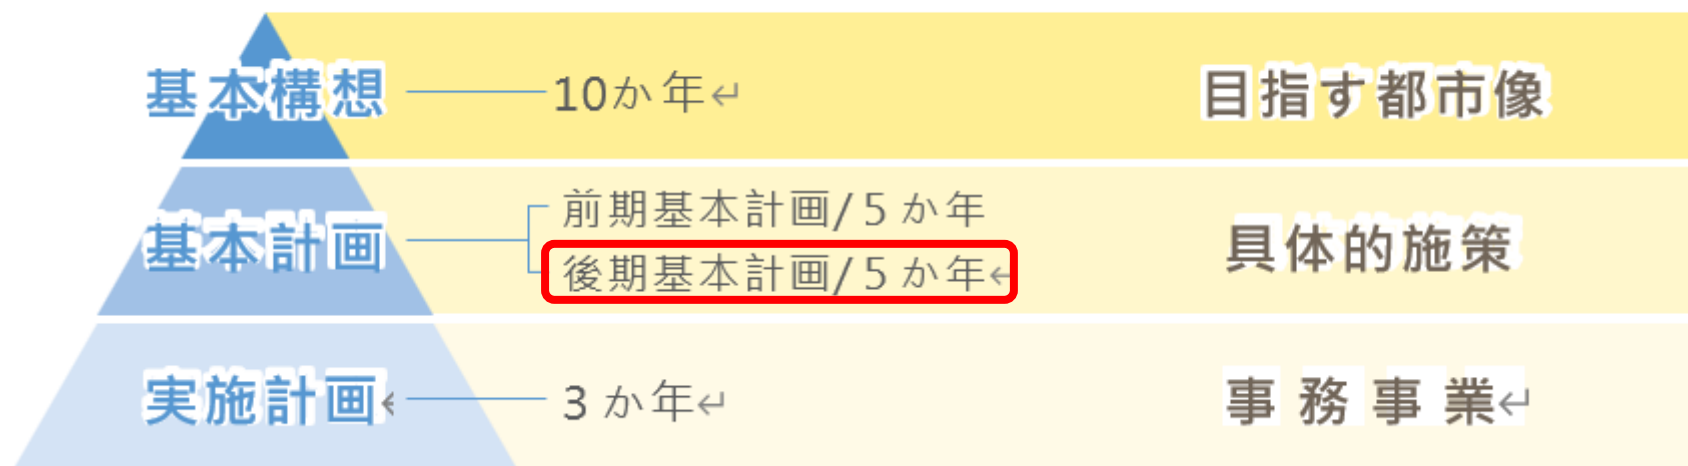 基本構想 10か年↵ 目指す都市像
前期基本計画/5か年
基本計画 具体的施策
後期基本計画/5か年↵
実施計画 3か年↵ 事務事業↵